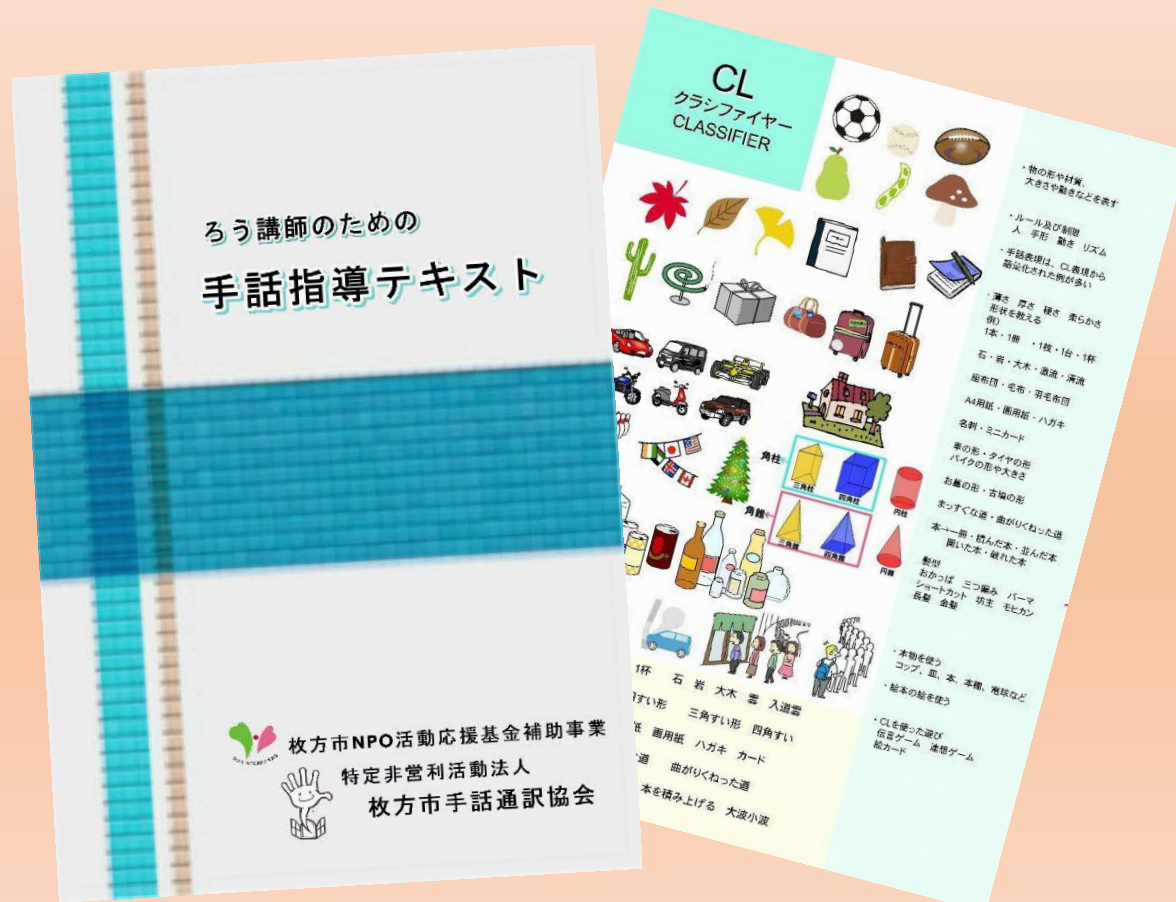 ろう講師のための
手話指導テキスト
枚方市NPO活動応援基金補助事業
特定非営利活動法人
枚方市手話通訳協会
CL
クラシファイヤー
CLASSIFIER
・物の形や材質、
大きさや動きなどを表す
・ルール及び制限
人 手形 動き リズム
・手話表現は、CL表現から
語彙化された例が多い
・薄さ 厚さ 硬さ 柔らかさ
形状を教える
例)
1本・1冊 ・1枚・1台・1杯
石・岩・大木・激流・清流
座布団・毛布・羽毛布団
A4用紙・画用紙・ハガキ
名刺・ミニカード
車の形・タイヤの形
バイクの形や大きさ
お墓の形・古墳の形
まっすぐな道・曲がりくねった道
本→一冊・積んだ本・並んだ本
開いた本・破れた本
髪型
おかっぱ 三つ編み パーマ
ショートカット 坊主 モヒカン
長髪 金髪
・本物を使う
コップ、皿、本、本棚、電球など
・絵本の絵を使う
・CLを使った遊び
伝言ゲーム 連想ゲーム
絵カード
角柱
三角柱
四角柱
円柱
角錐
三角錐
四角錐
円錐
1杯 石 岩 大木 雲 入道雲
すい形 三角すい形 四角すい
紙 画用紙 ハガキ カード
道 曲がりくねった道
本を積み上げる 大波小波